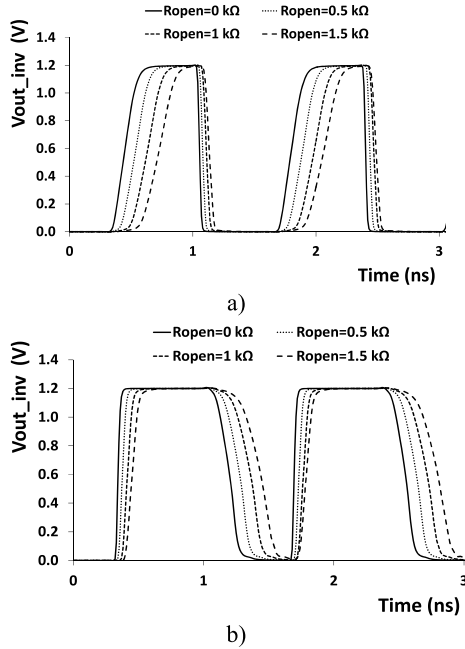 Ropen=0 kΩ Ropen=0.5 kΩ
Ropen=1 kΩ Ropen=1.5 kΩ
Vout_inv (V)
1.4
1.2
1.0
0.8
0.6
0.4
0.2
0.0
0 1 2 3
Time (ns)
a)
Ropen=0 kΩ Ropen=0.5 kΩ
Ropen=1 kΩ Ropen=1.5 kΩ
Vout_inv (V)
1.4
1.2
1.0
0.8
0.6
0.4
0.2
0.0
0 1 2 3
Time (ns)
b)